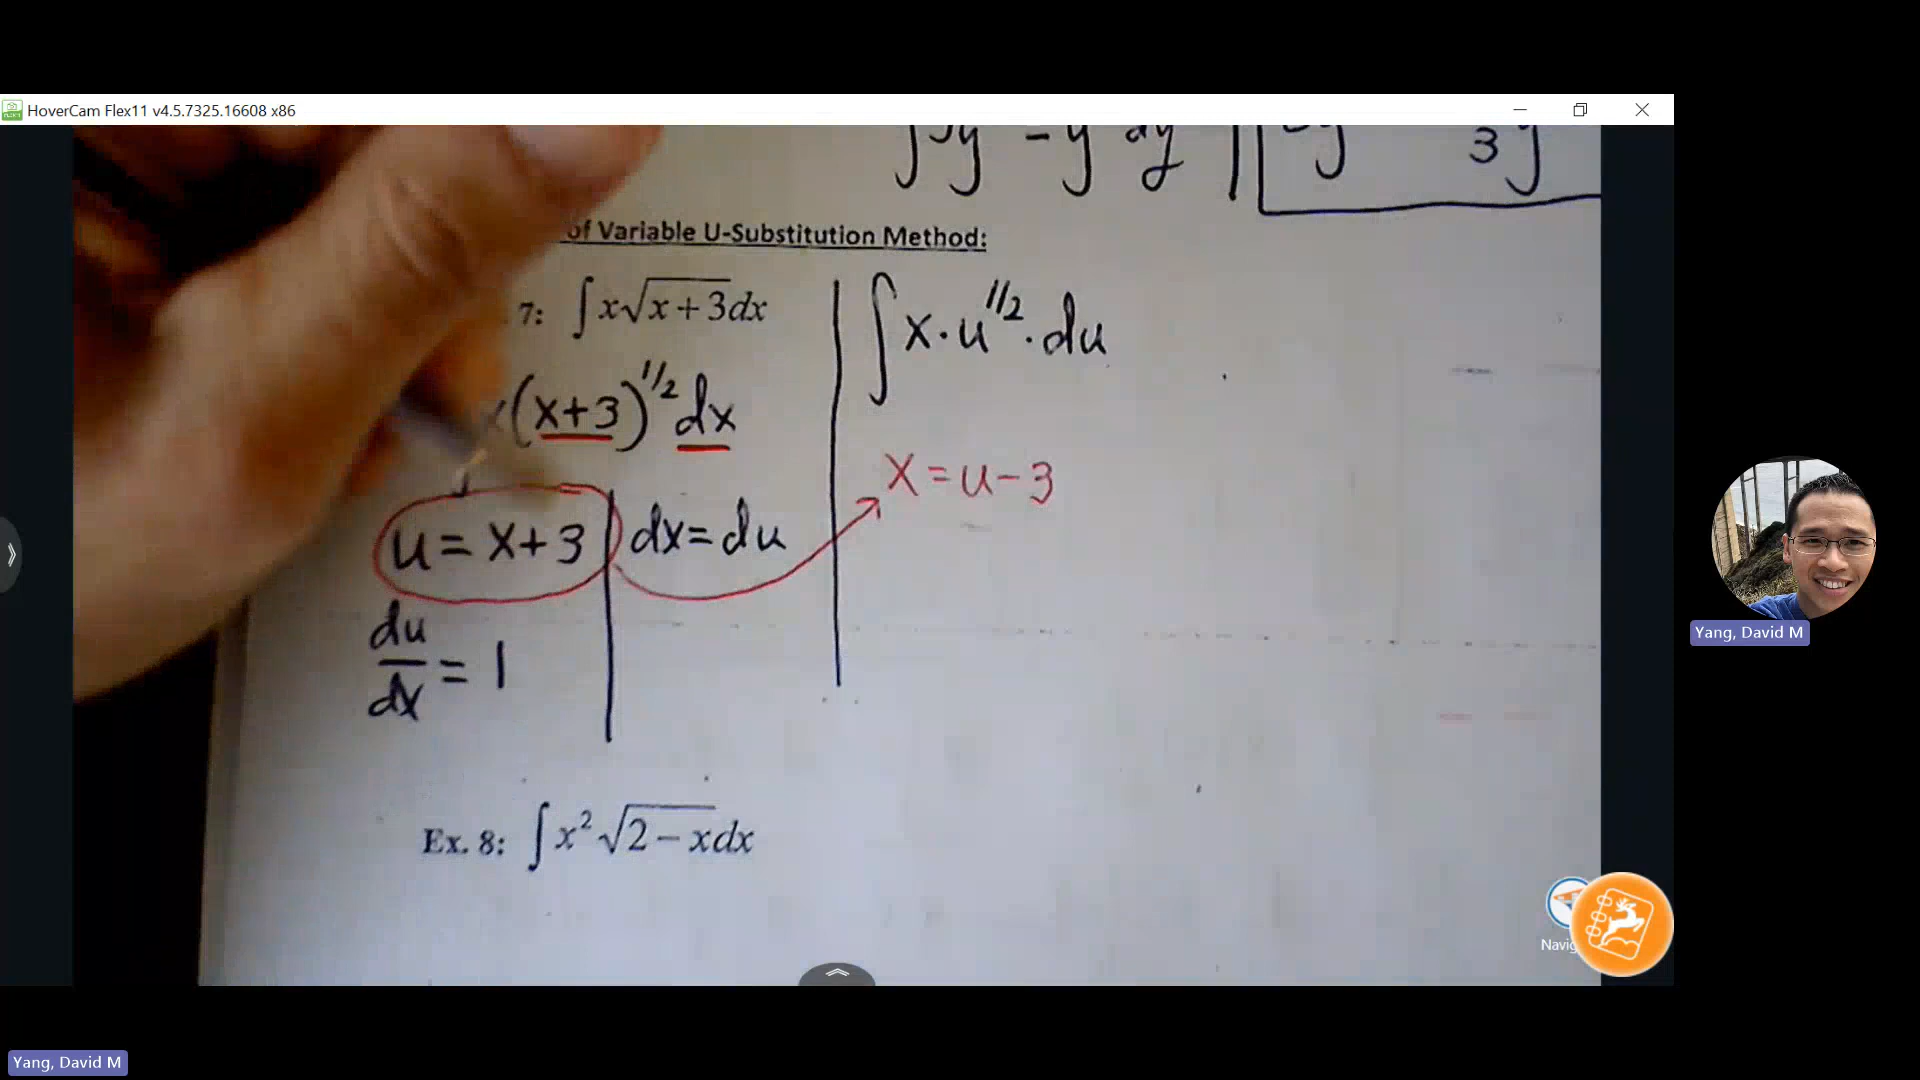 HoverCam Flex11 v4.5.7325.16608 x86
of Variable U-Substitution Method:
7: ∫x√(x+3)dx
(x+3)^1/2 dx
u = x+3 | dx = du
du/dx = 1
∫ x · u^1/2 · du
x = u - 3
Ex. 8: ∫x²√(2-x)dx
Yang, David M
Yang, David M